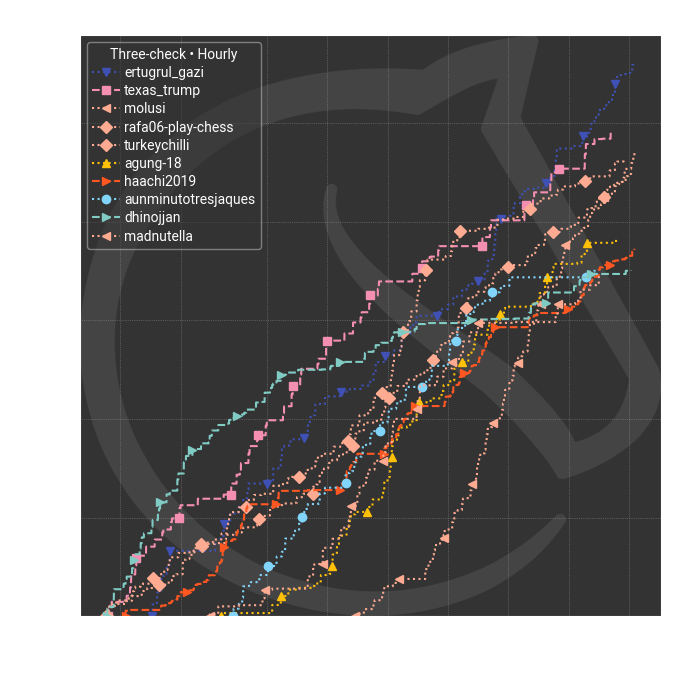 Three-check • Hourly
ertugrul_gazi
texas_trump
molusi
rafa06-play-chess
turkeychilli
agung-18
haachi2019
aunminutotresjaques
dhinojjan
madnutella